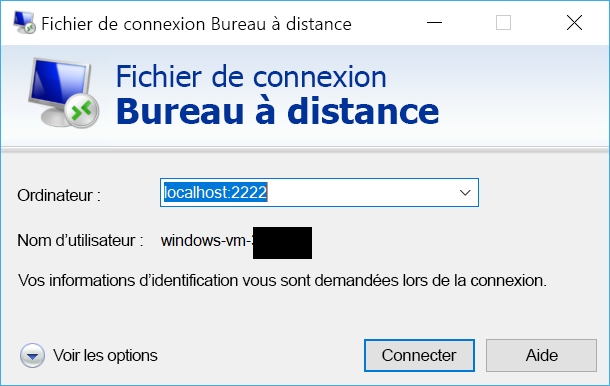 Fichier de connexion Bureau à distance
Fichier de connexion
Bureau à distance
Ordinateur :
localhost:2222
Nom d’utilisateur :
windows-vm-
Vos informations d’identification vous sont demandées lors de la connexion.
Voir les options
Connecter
Aide